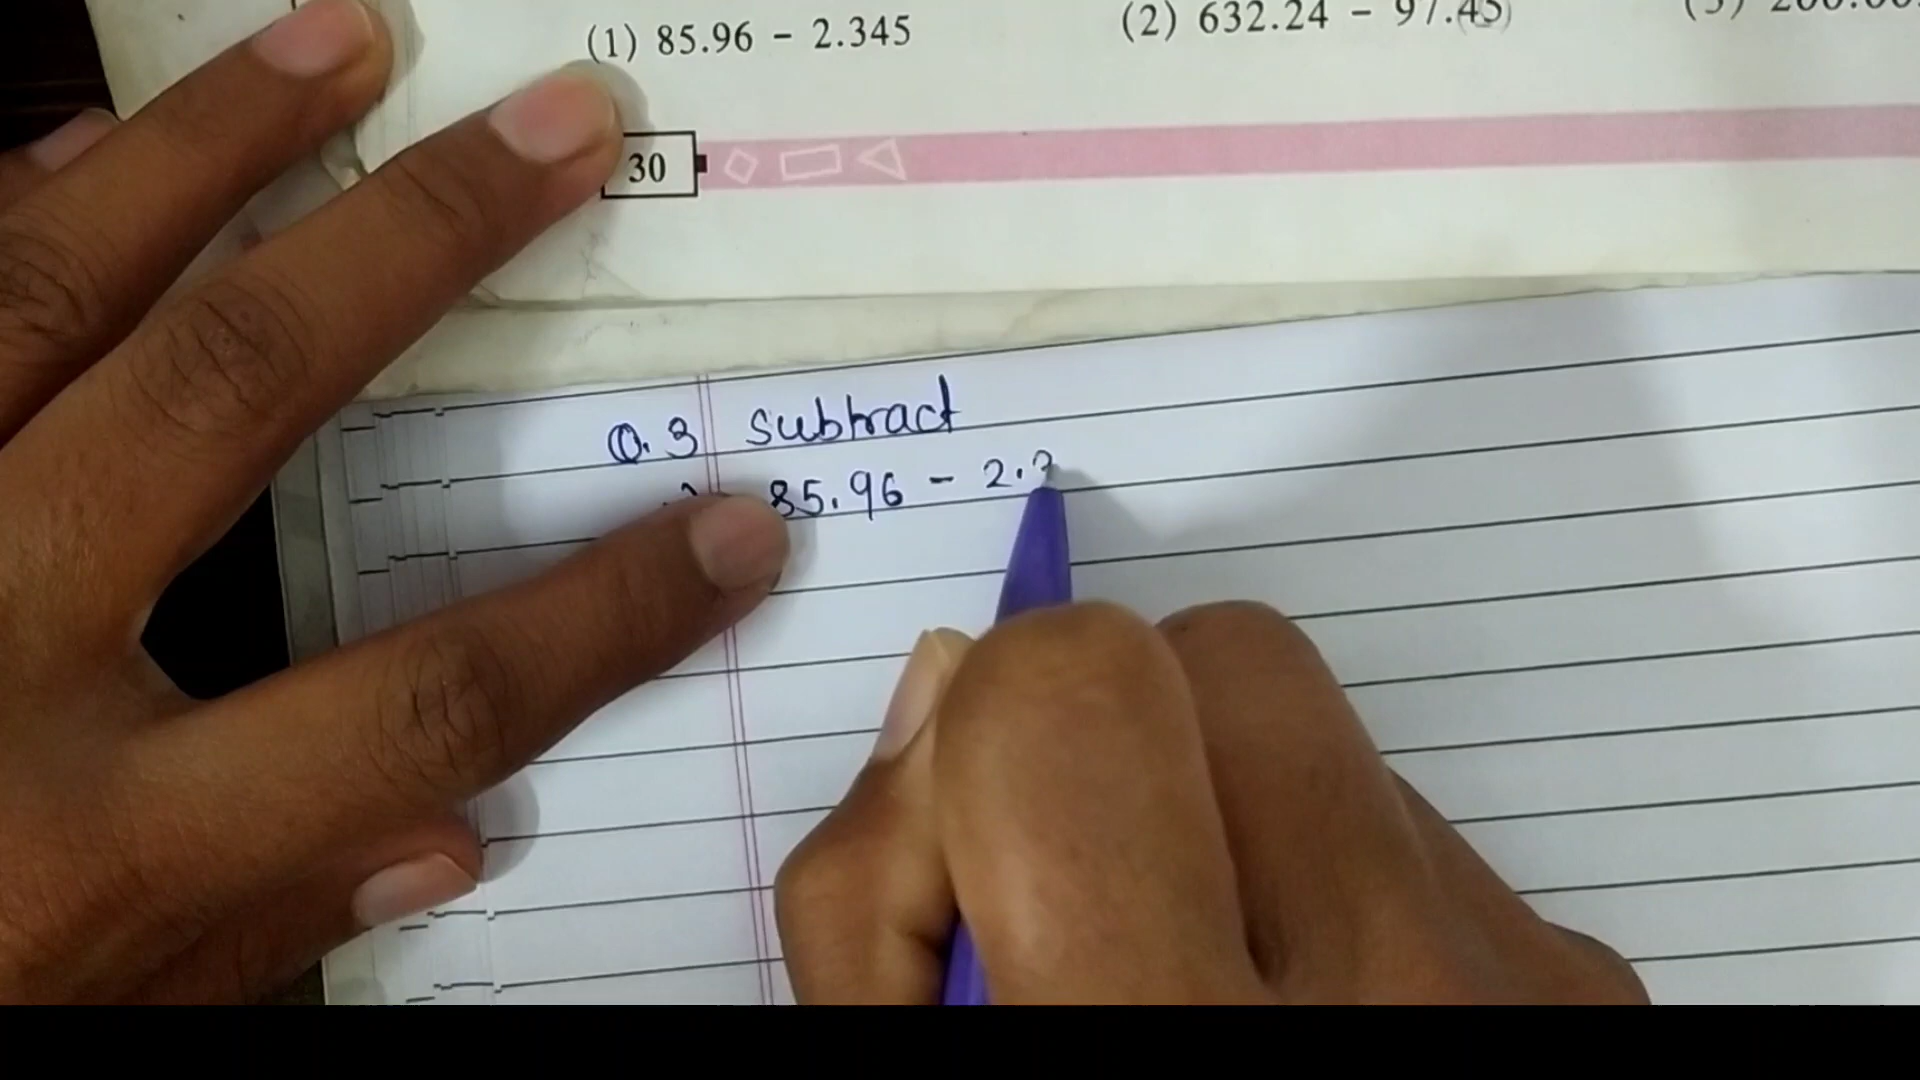 (1) 85.96 - 2.345 (2) 632.24 - 97.45
30
Q.3 subtract
85.96 - 2.3